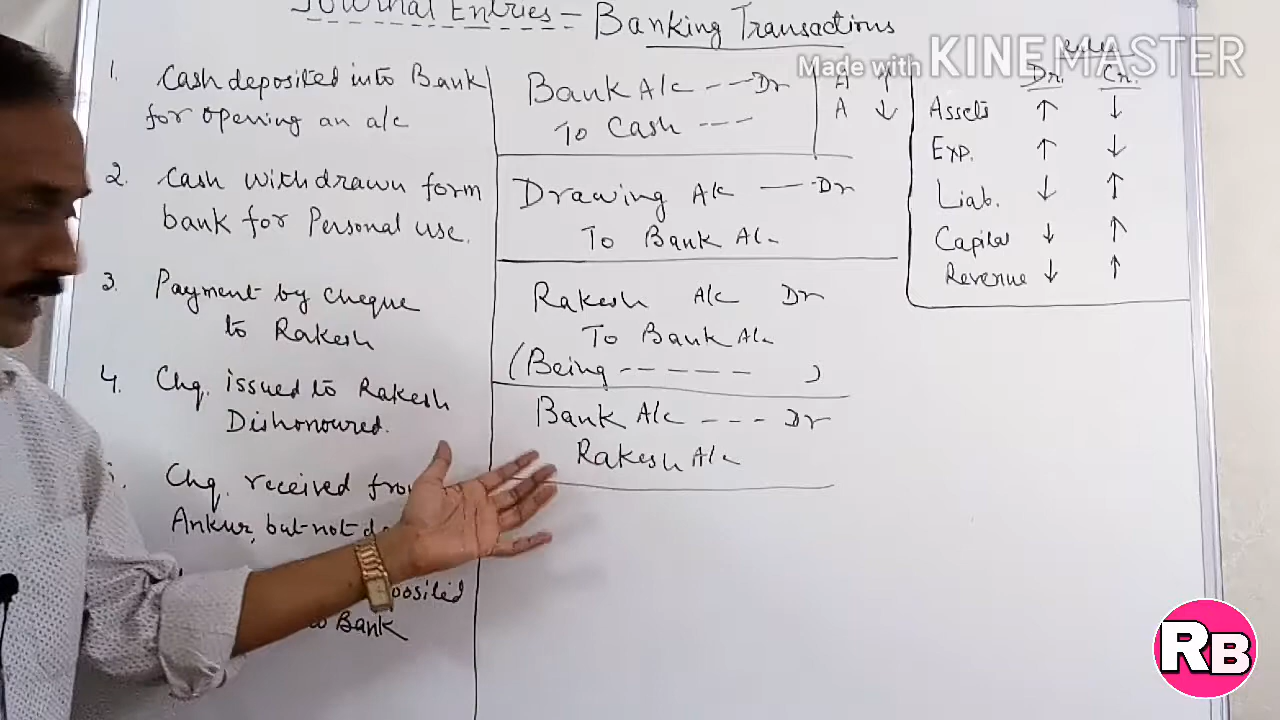 Journal Entries = Banking Transactions
Made with KINEMASTER
1. Cash deposited into Bank
for opening an a/c
Bank A/c --- Dr
To Cash ---
A ↑
A ↓
2. Cash withdrawn form
bank for Personal use.
Drawing A/c — Dr
To Bank A/c
3. Payment by cheque
to Rakesh
Rakesh A/c Dr
To Bank A/c
(Being ----- )
4. Chq. issued to Rakesh
Dishonoured.
Bank A/c --- Dr
Rakesh A/c
Chq. received
Ankur, but not
Bank
Dr. Cr.
Assets ↑ ↓
Exp. ↑ ↓
Liab. ↓ ↑
Capital ↓ ↑
Revenue ↓ ↑
RB